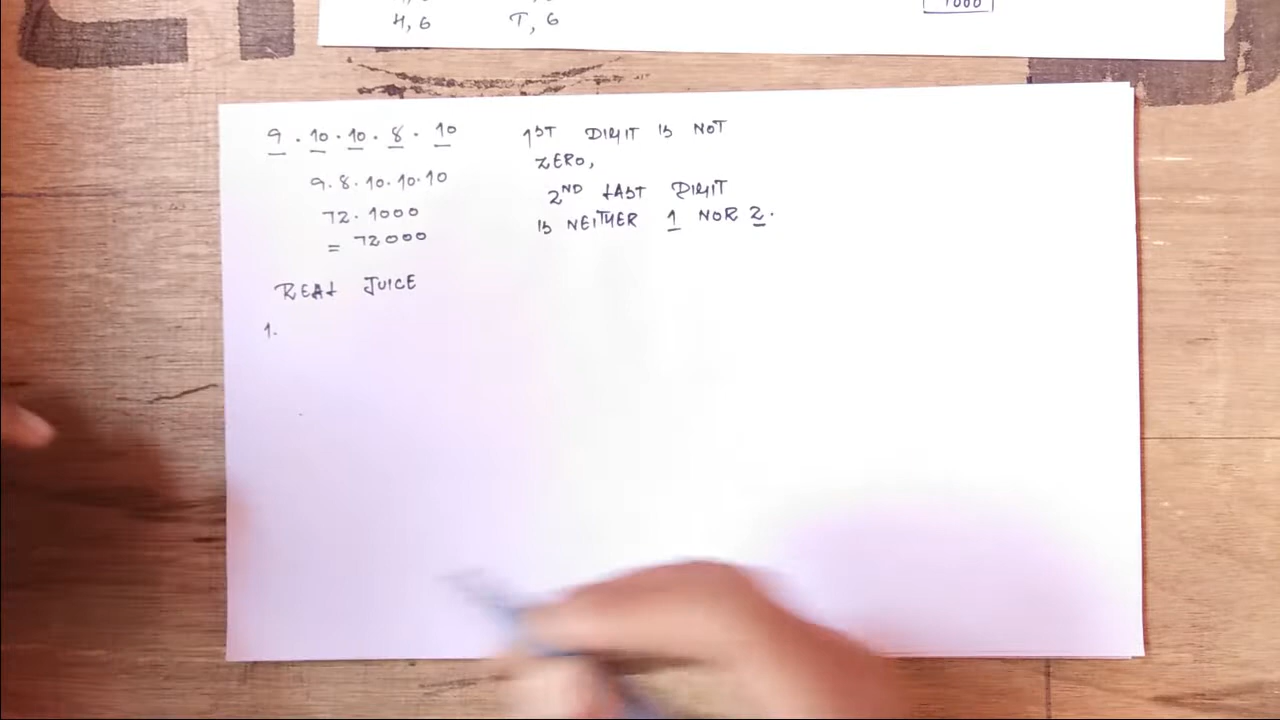 1000
H, 6 T, 6
9 . 10 . 10 . 8 . 10
9.8.10.10.10
72.1000
= 72000
1ST DIGIT IS NOT
ZERO,
2ND LAST DIGIT
IS NEITHER 1 NOR 2.
REAL JUICE
1.